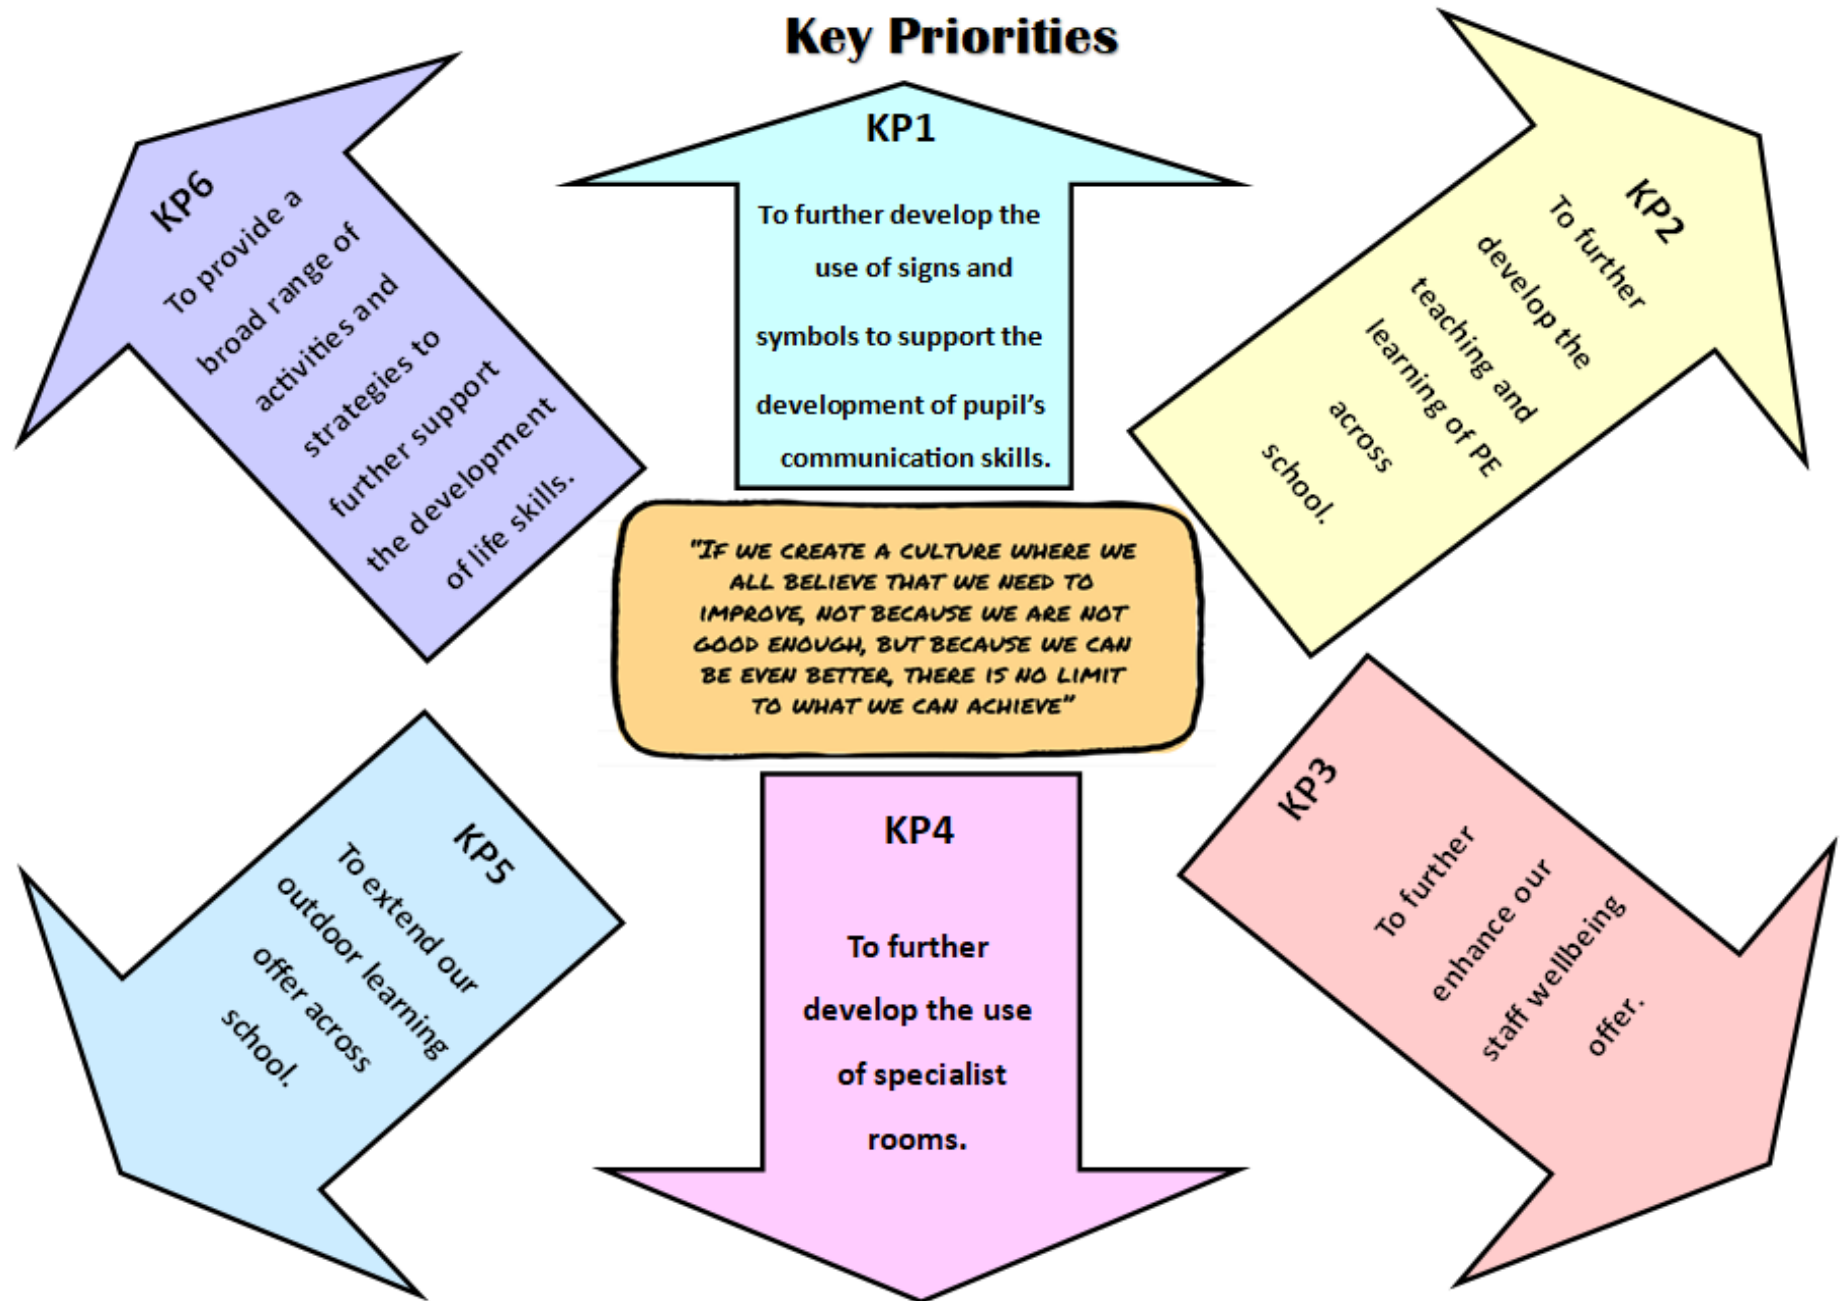 Key Priorities
KP1
To further develop the
use of signs and
symbols to support the
development of pupil’s
communication skills.
KP2
To further
develop the
teaching and
learning of PE
across
school.
KP3
To further
enhance our
staff wellbeing
offer.
KP4
To further
develop the use
of specialist
rooms.
KP5
To extend our
outdoor learning
offer across
school.
KP6
To provide a
broad range of
activities and
strategies to
further support
the development
of life skills.
"IF WE CREATE A CULTURE WHERE WE
ALL BELIEVE THAT WE NEED TO
IMPROVE, NOT BECAUSE WE ARE NOT
GOOD ENOUGH, BUT BECAUSE WE CAN
BE EVEN BETTER, THERE IS NO LIMIT
TO WHAT WE CAN ACHIEVE"